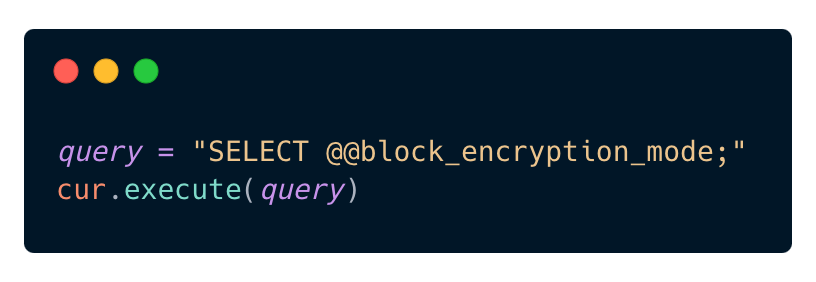 query = "SELECT @@block_encryption_mode;"
cur.execute(query)